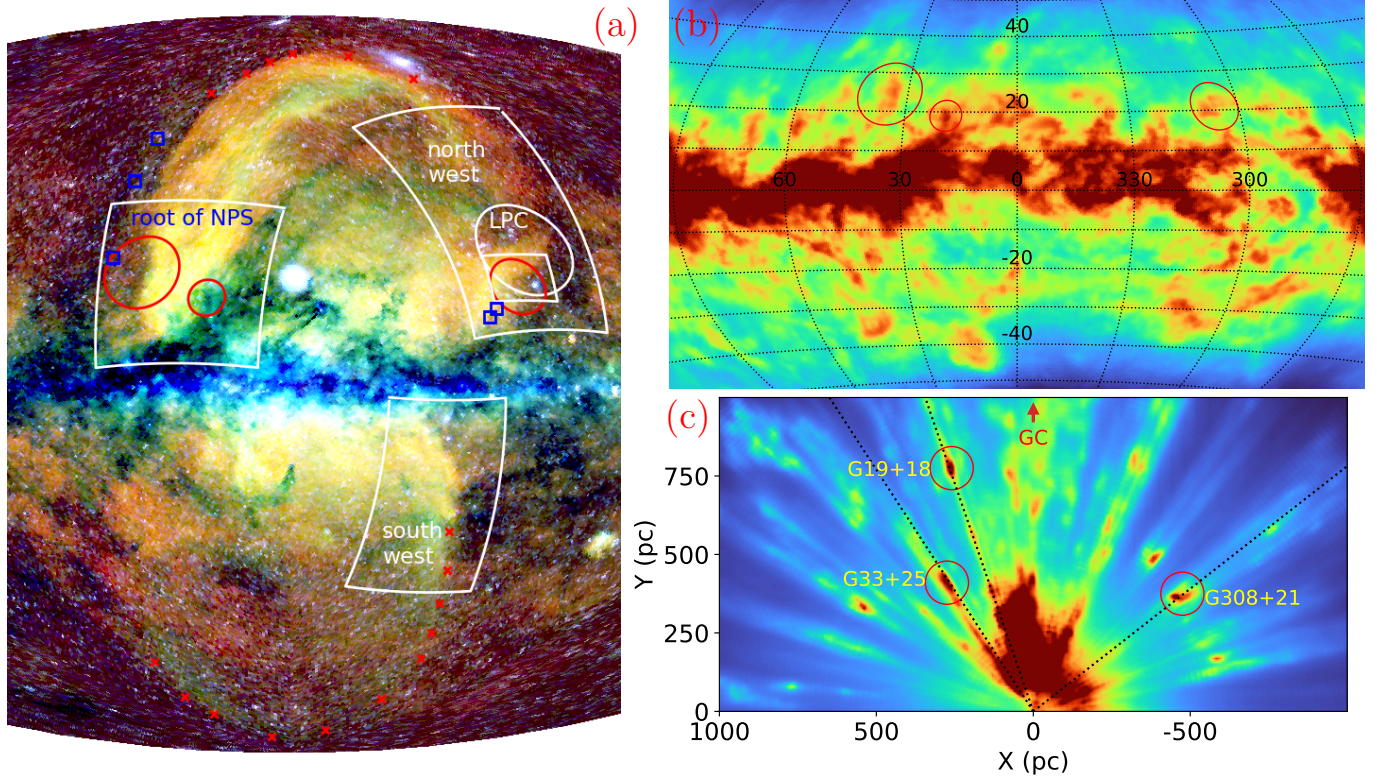 (a)
north
west
root of NPS
LPC
south
west
(b)
40
20
60
30
0
330
300
-20
-40
(c)
GC
G19+18
G33+25
G308+21
750
500
250
0
1000
500
0
-500
Y (pc)
X (pc)